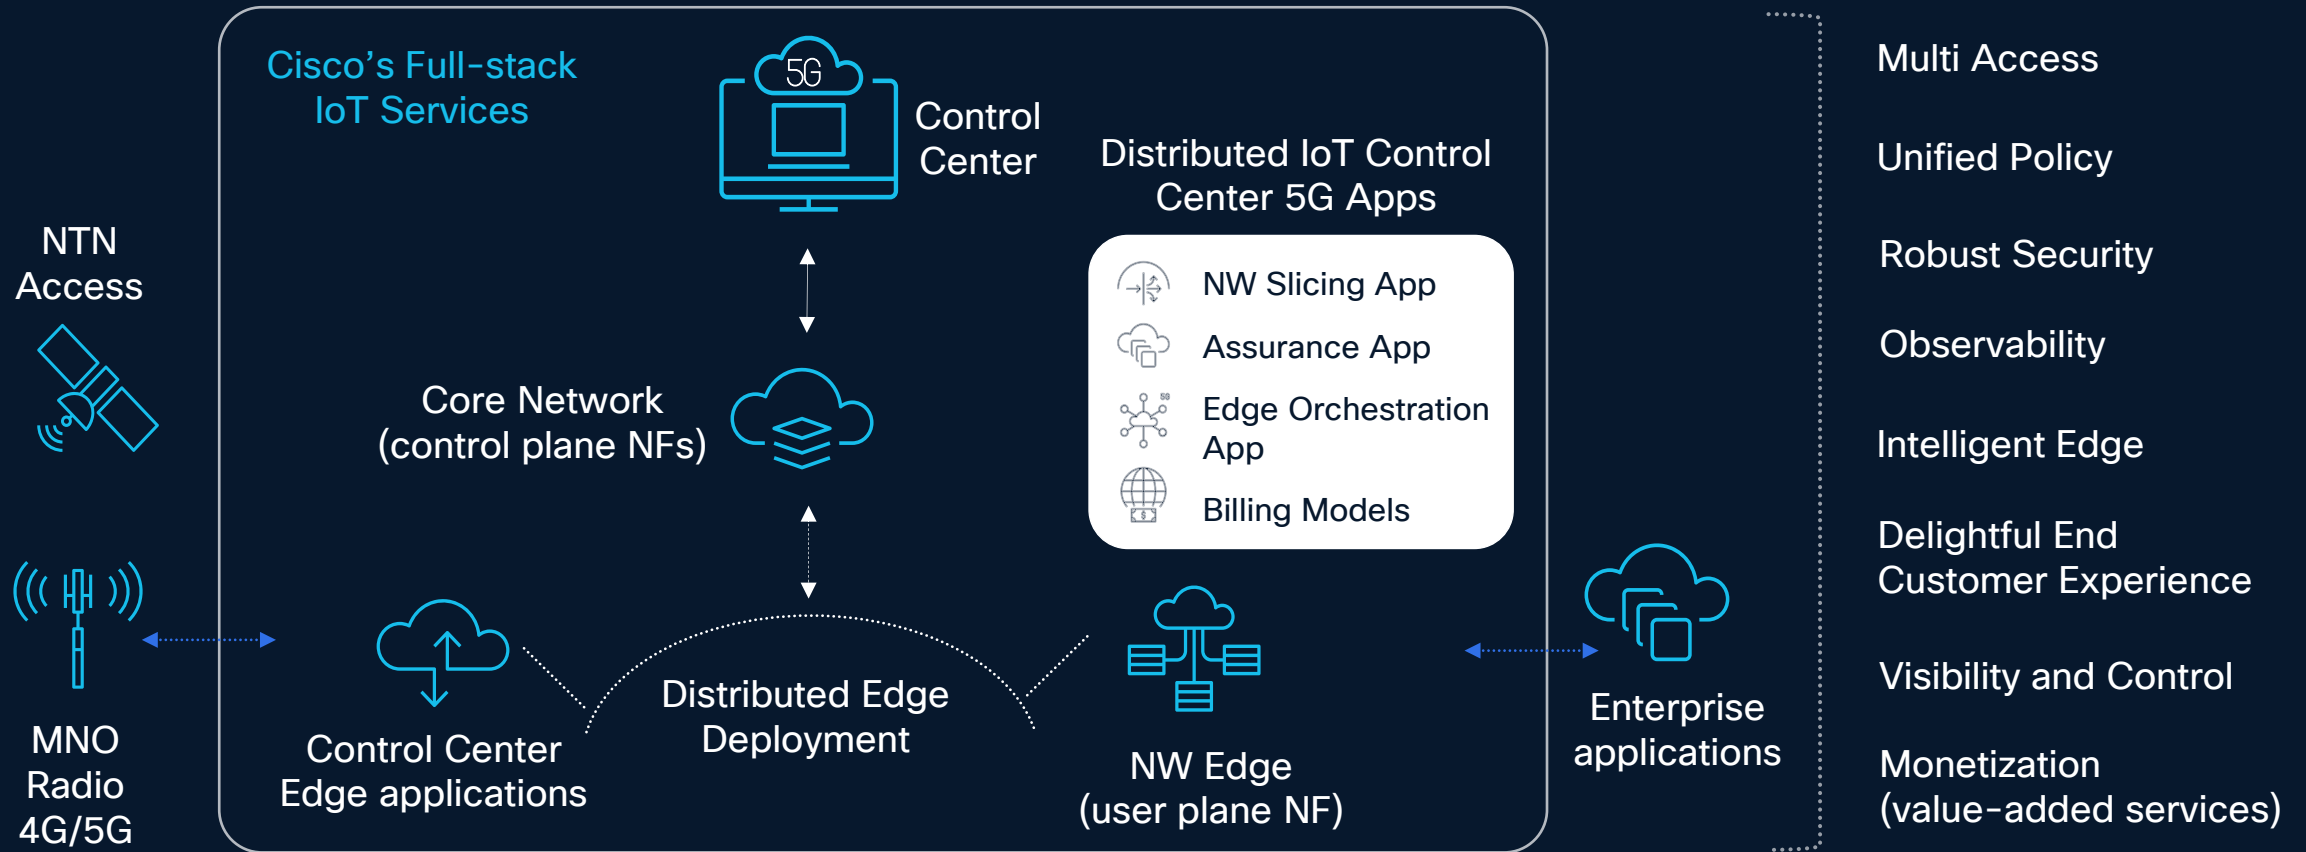 Cisco's Full-stack
IoT Services
5G
Control
Center
Distributed IoT Control
Center 5G Apps
NW Slicing App
Assurance App
5G
Edge Orchestration
App
$
Billing Models
NTN
Access
Core Network
(control plane NFs)
MNO
Radio
4G/5G
Control Center
Edge applications
Distributed Edge
Deployment
NW Edge
(user plane NF)
Enterprise
applications
Multi Access
Unified Policy
Robust Security
Observability
Intelligent Edge
Delightful End
Customer Experience
Visibility and Control
Monetization
(value-added services)